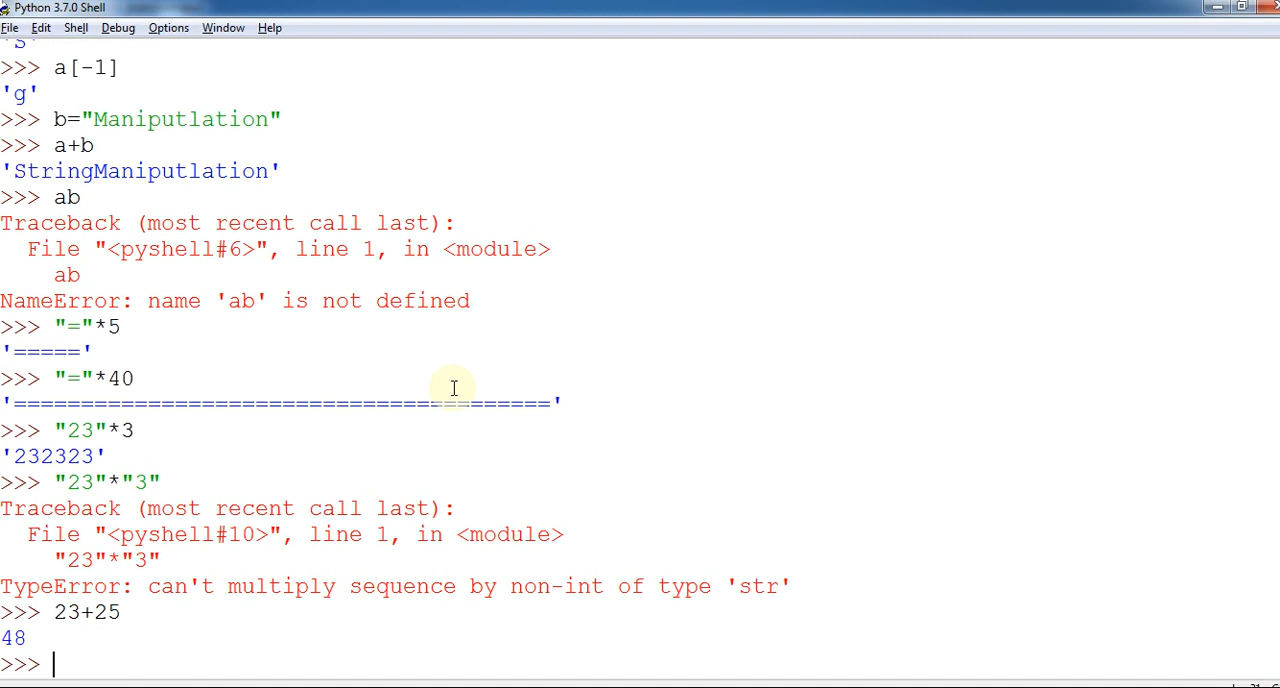 Python 3.7.0 Shell
File Edit Shell Debug Options Window Help
'S'
>>> a[-1]
'g'
>>> b="Maniputlation"
>>> a+b
'StringManiputlation'
>>> ab
Traceback (most recent call last):
  File "<pyshell#6>", line 1, in <module>
    ab
NameError: name 'ab' is not defined
>>> "="*5
'====='
>>> "="*40
'========================================'
>>> "23"*3
'232323'
>>> "23"*"3"
Traceback (most recent call last):
  File "<pyshell#10>", line 1, in <module>
    "23"*"3"
TypeError: can't multiply sequence by non-int of type 'str'
>>> 23+25
48
>>>